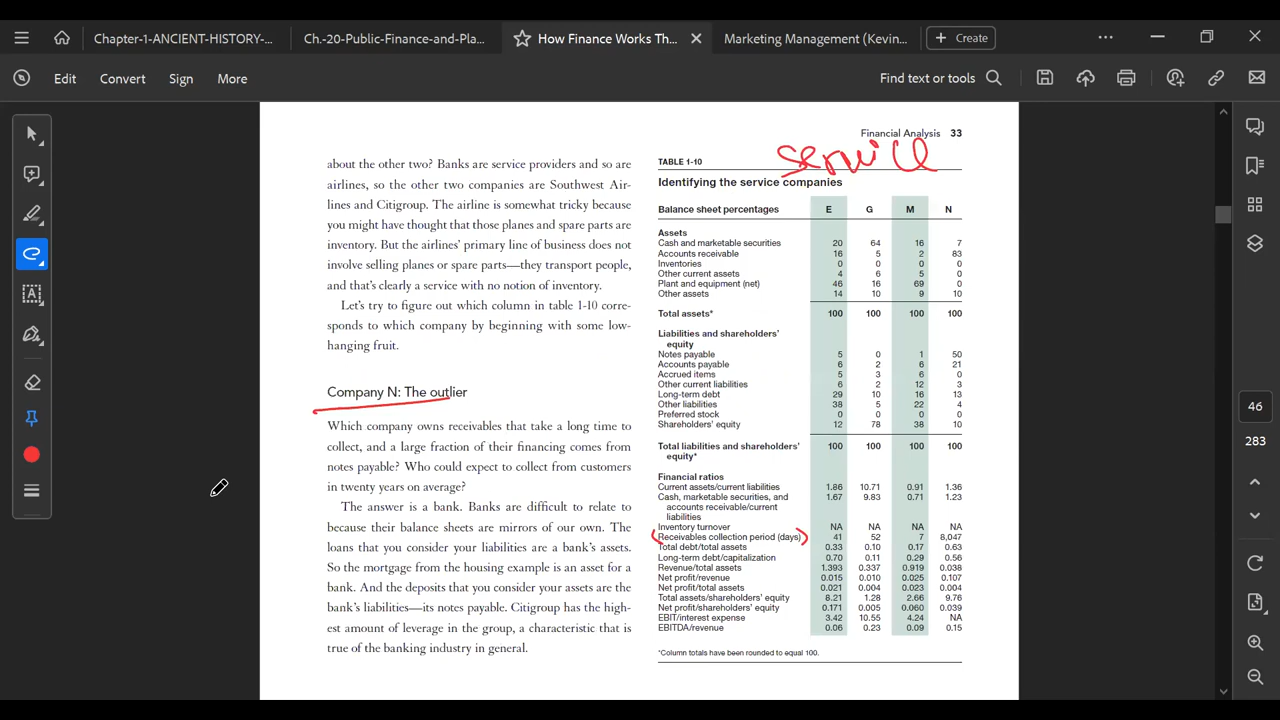 Chapter-1-ANCIENT-HISTORY-...
Ch.-20-Public-Finance-and-Pla...
How Finance Works Th...
Marketing Management (Kevin...
Create
Edit
Convert
Sign
More
Find text or tools
Financial Analysis 33
about the other two? Banks are service providers and so are
airlines, so the other two companies are Southwest Air-
lines and Citigroup. The airline is somewhat tricky because
you might have thought that those planes and spare parts are
inventory. But the airlines' primary line of business does not
involve selling planes or spare parts—they transport people,
and that's clearly a service with no notion of inventory.
Let's try to figure out which column in table 1-10 corre-
sponds to which company by beginning with some low-
hanging fruit.
Company N: The outlier
Which company owns receivables that take a long time to
collect, and a large fraction of their financing comes from
notes payable? Who could expect to collect from customers
in twenty years on average?
The answer is a bank. Banks are difficult to relate to
because their balance sheets are mirrors of our own. The
loans that you consider your liabilities are a bank's assets.
So the mortgage from the housing example is an asset for a
bank. And the deposits that you consider your assets are the
bank's liabilities—its notes payable. Citigroup has the high-
est amount of leverage in the group, a characteristic that is
true of the banking industry in general.
service
TABLE 1-10
Identifying the service companies
Balance sheet percentages E G M N
Assets
Cash and marketable securities 20 64 16 7
Accounts receivable 16 5 2 83
Inventories 0 0 0 0
Other current assets 4 6 5 0
Plant and equipment (net) 46 16 69 0
Other assets 14 10 9 10
Total assets* 100 100 100 100
Liabilities and shareholders'
equity
Notes payable 5 0 1 50
Accounts payable 6 2 6 21
Accrued items 5 3 6 0
Other current liabilities 6 2 12 3
Long-term debt 29 10 16 13
Other liabilities 38 5 22 4
Preferred stock 0 0 0 0
Shareholders' equity 12 78 38 10
Total liabilities and shareholders' 100 100 100 100
equity*
Financial ratios
Current assets/current liabilities 1.86 10.71 0.91 1.36
Cash, marketable securities, and 1.67 9.83 0.71 1.23
accounts receivable/current
liabilities
Inventory turnover NA NA NA NA
Receivables collection period (days) 41 52 7 8,047
Total debt/total assets 0.33 0.10 0.17 0.63
Long-term debt/capitalization 0.70 0.11 0.29 0.56
Revenue/total assets 1.393 0.337 0.919 0.038
Net profit/revenue 0.015 0.010 0.025 0.107
Net profit/total assets 0.021 0.004 0.023 0.004
Total assets/shareholders' equity 8.21 1.28 2.66 9.76
Net profit/shareholders' equity 0.171 0.005 0.060 0.039
EBIT/interest expense 3.42 10.55 4.24 NA
EBITDA/revenue 0.06 0.23 0.09 0.15
*Column totals have been rounded to equal 100.
46
283